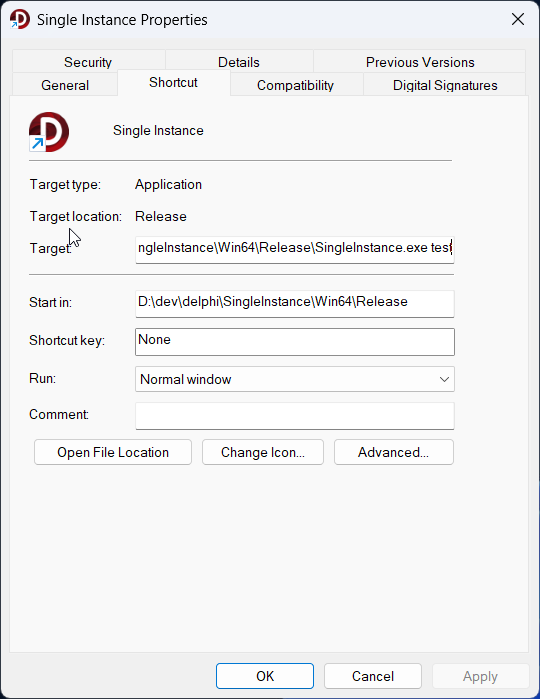 Single Instance Properties
Security Details Previous Versions
General Shortcut Compatibility Digital Signatures
Single Instance
Target type: Application
Target location: Release
Target: ngleInstance\Win64\Release\SingleInstance.exe test
Start in: D:\dev\delphi\SingleInstance\Win64\Release
Shortcut key: None
Run: Normal window
Comment:
Open File Location Change Icon... Advanced...
OK Cancel Apply